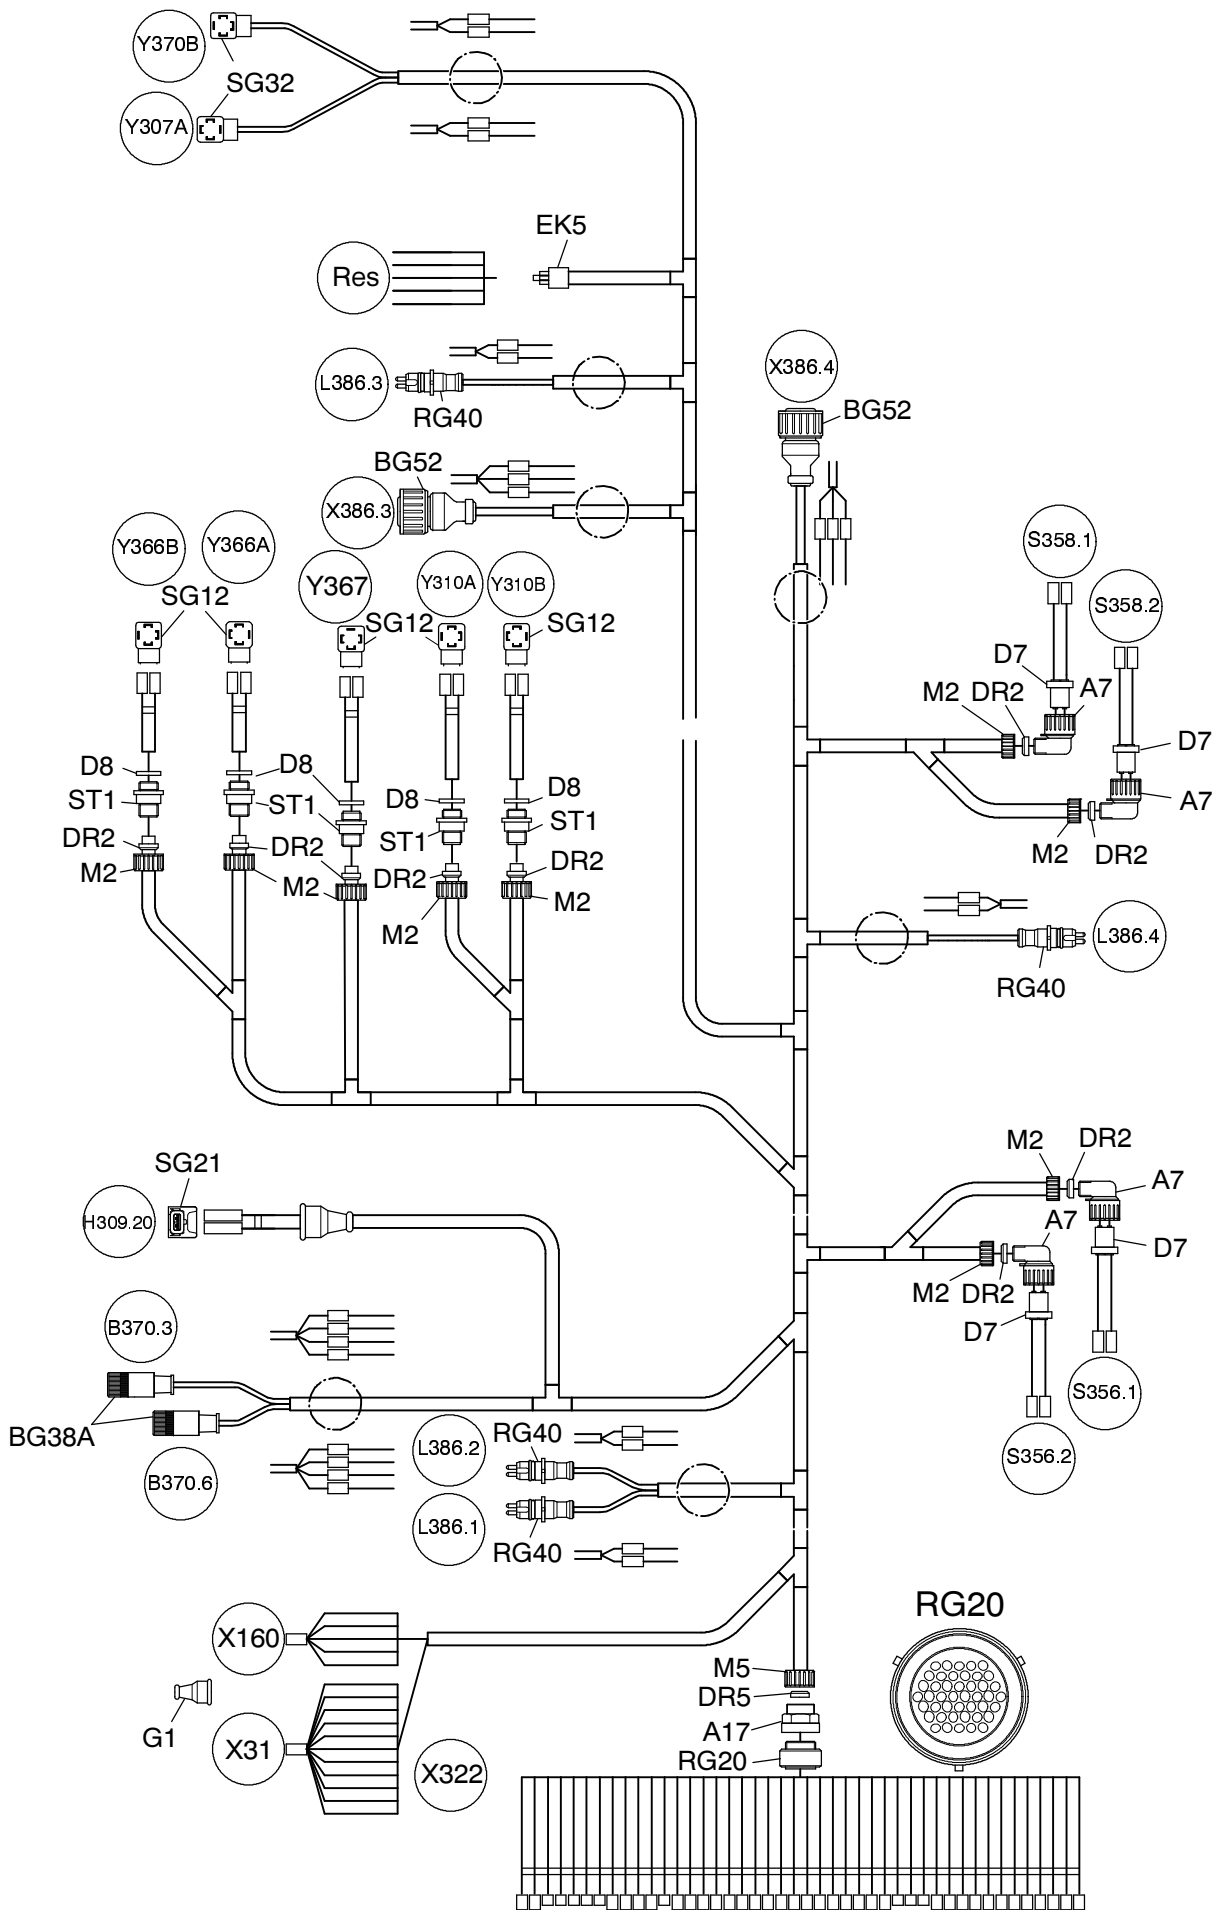 Y370B
SG32
Y307A
EK5
Res
L386.3
RG40
X386.4
BG52
BG52
X386.3
Y366B
Y366A
SG12
Y367
SG12
Y310A
Y310B
SG12
S358.1
S358.2
D7
A7
M2
DR2
D7
A7
M2
DR2
D8
D8
D8
D8
ST1
ST1
ST1
ST1
DR2
DR2
DR2
DR2
M2
M2
M2
M2
L386.4
RG40
SG21
H309.20
M2
DR2
A7
A7
D7
M2
DR2
D7
B370.3
S356.1
BG38A
L386.2
RG40
B370.6
S356.2
L386.1
RG40
X160
RG20
M5
DR5
G1
X31
A17
RG20
X322